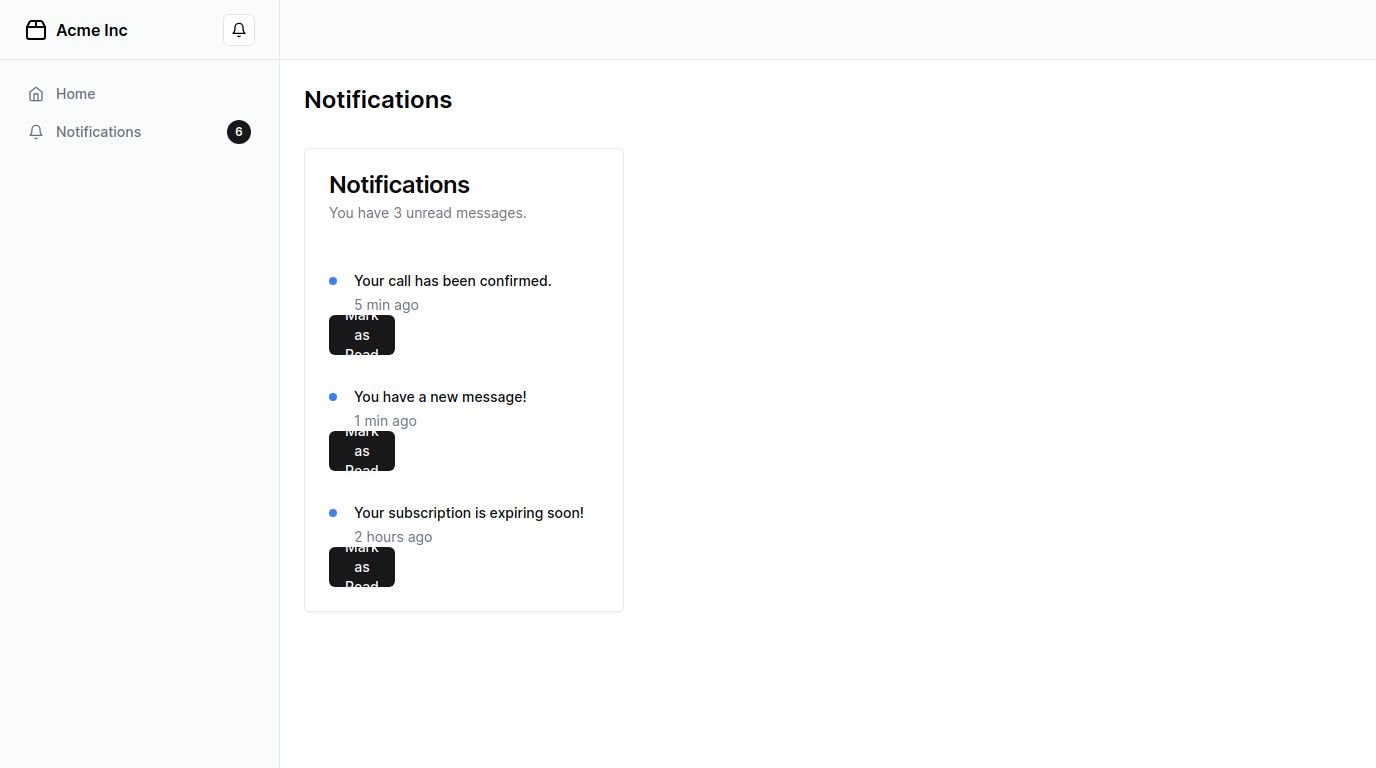 Acme Inc
Home
Notifications
6
Notifications
Notifications
You have 3 unread messages.
Your call has been confirmed.
5 min ago
Mark
as
Read
You have a new message!
1 min ago
Mark
as
Read
Your subscription is expiring soon!
2 hours ago
Mark
as
Read